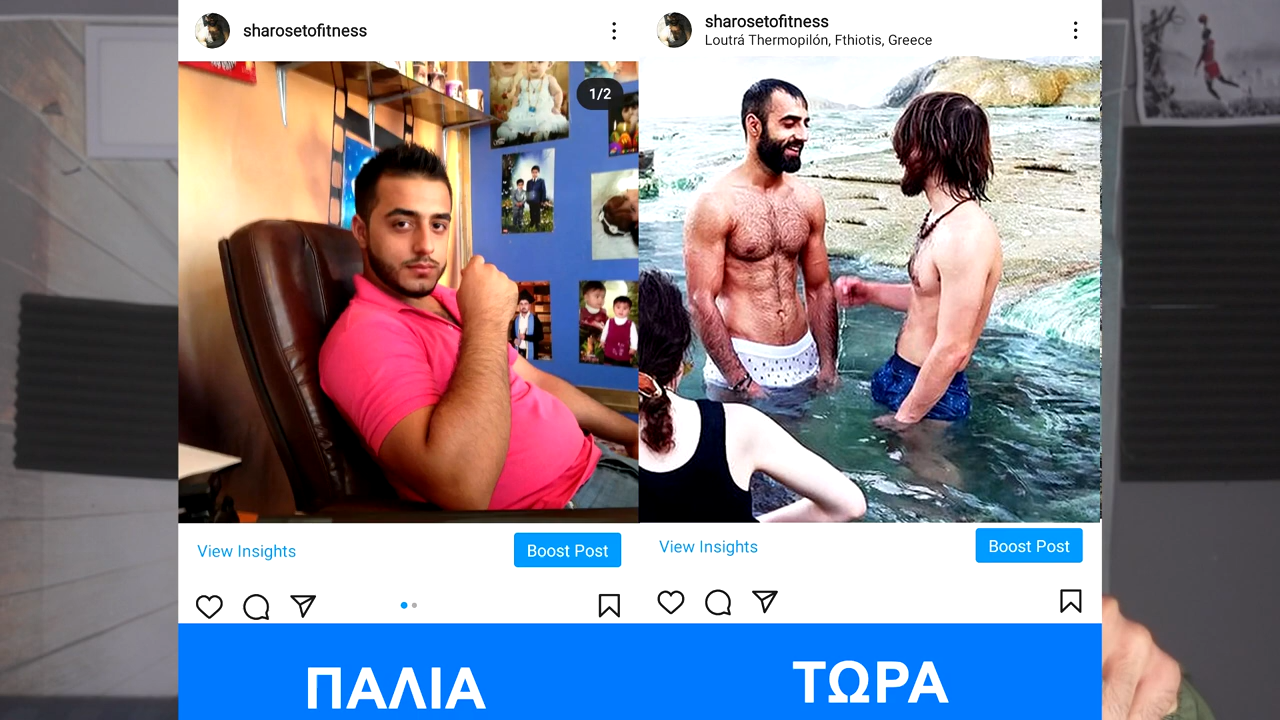 sharosetofitness
1/2
View Insights
Boost Post
sharosetofitness
Loutrá Thermopilón, Fthiotis, Greece
View Insights
Boost Post
ΠΑΛΙΑ
ΤΩΡΑ